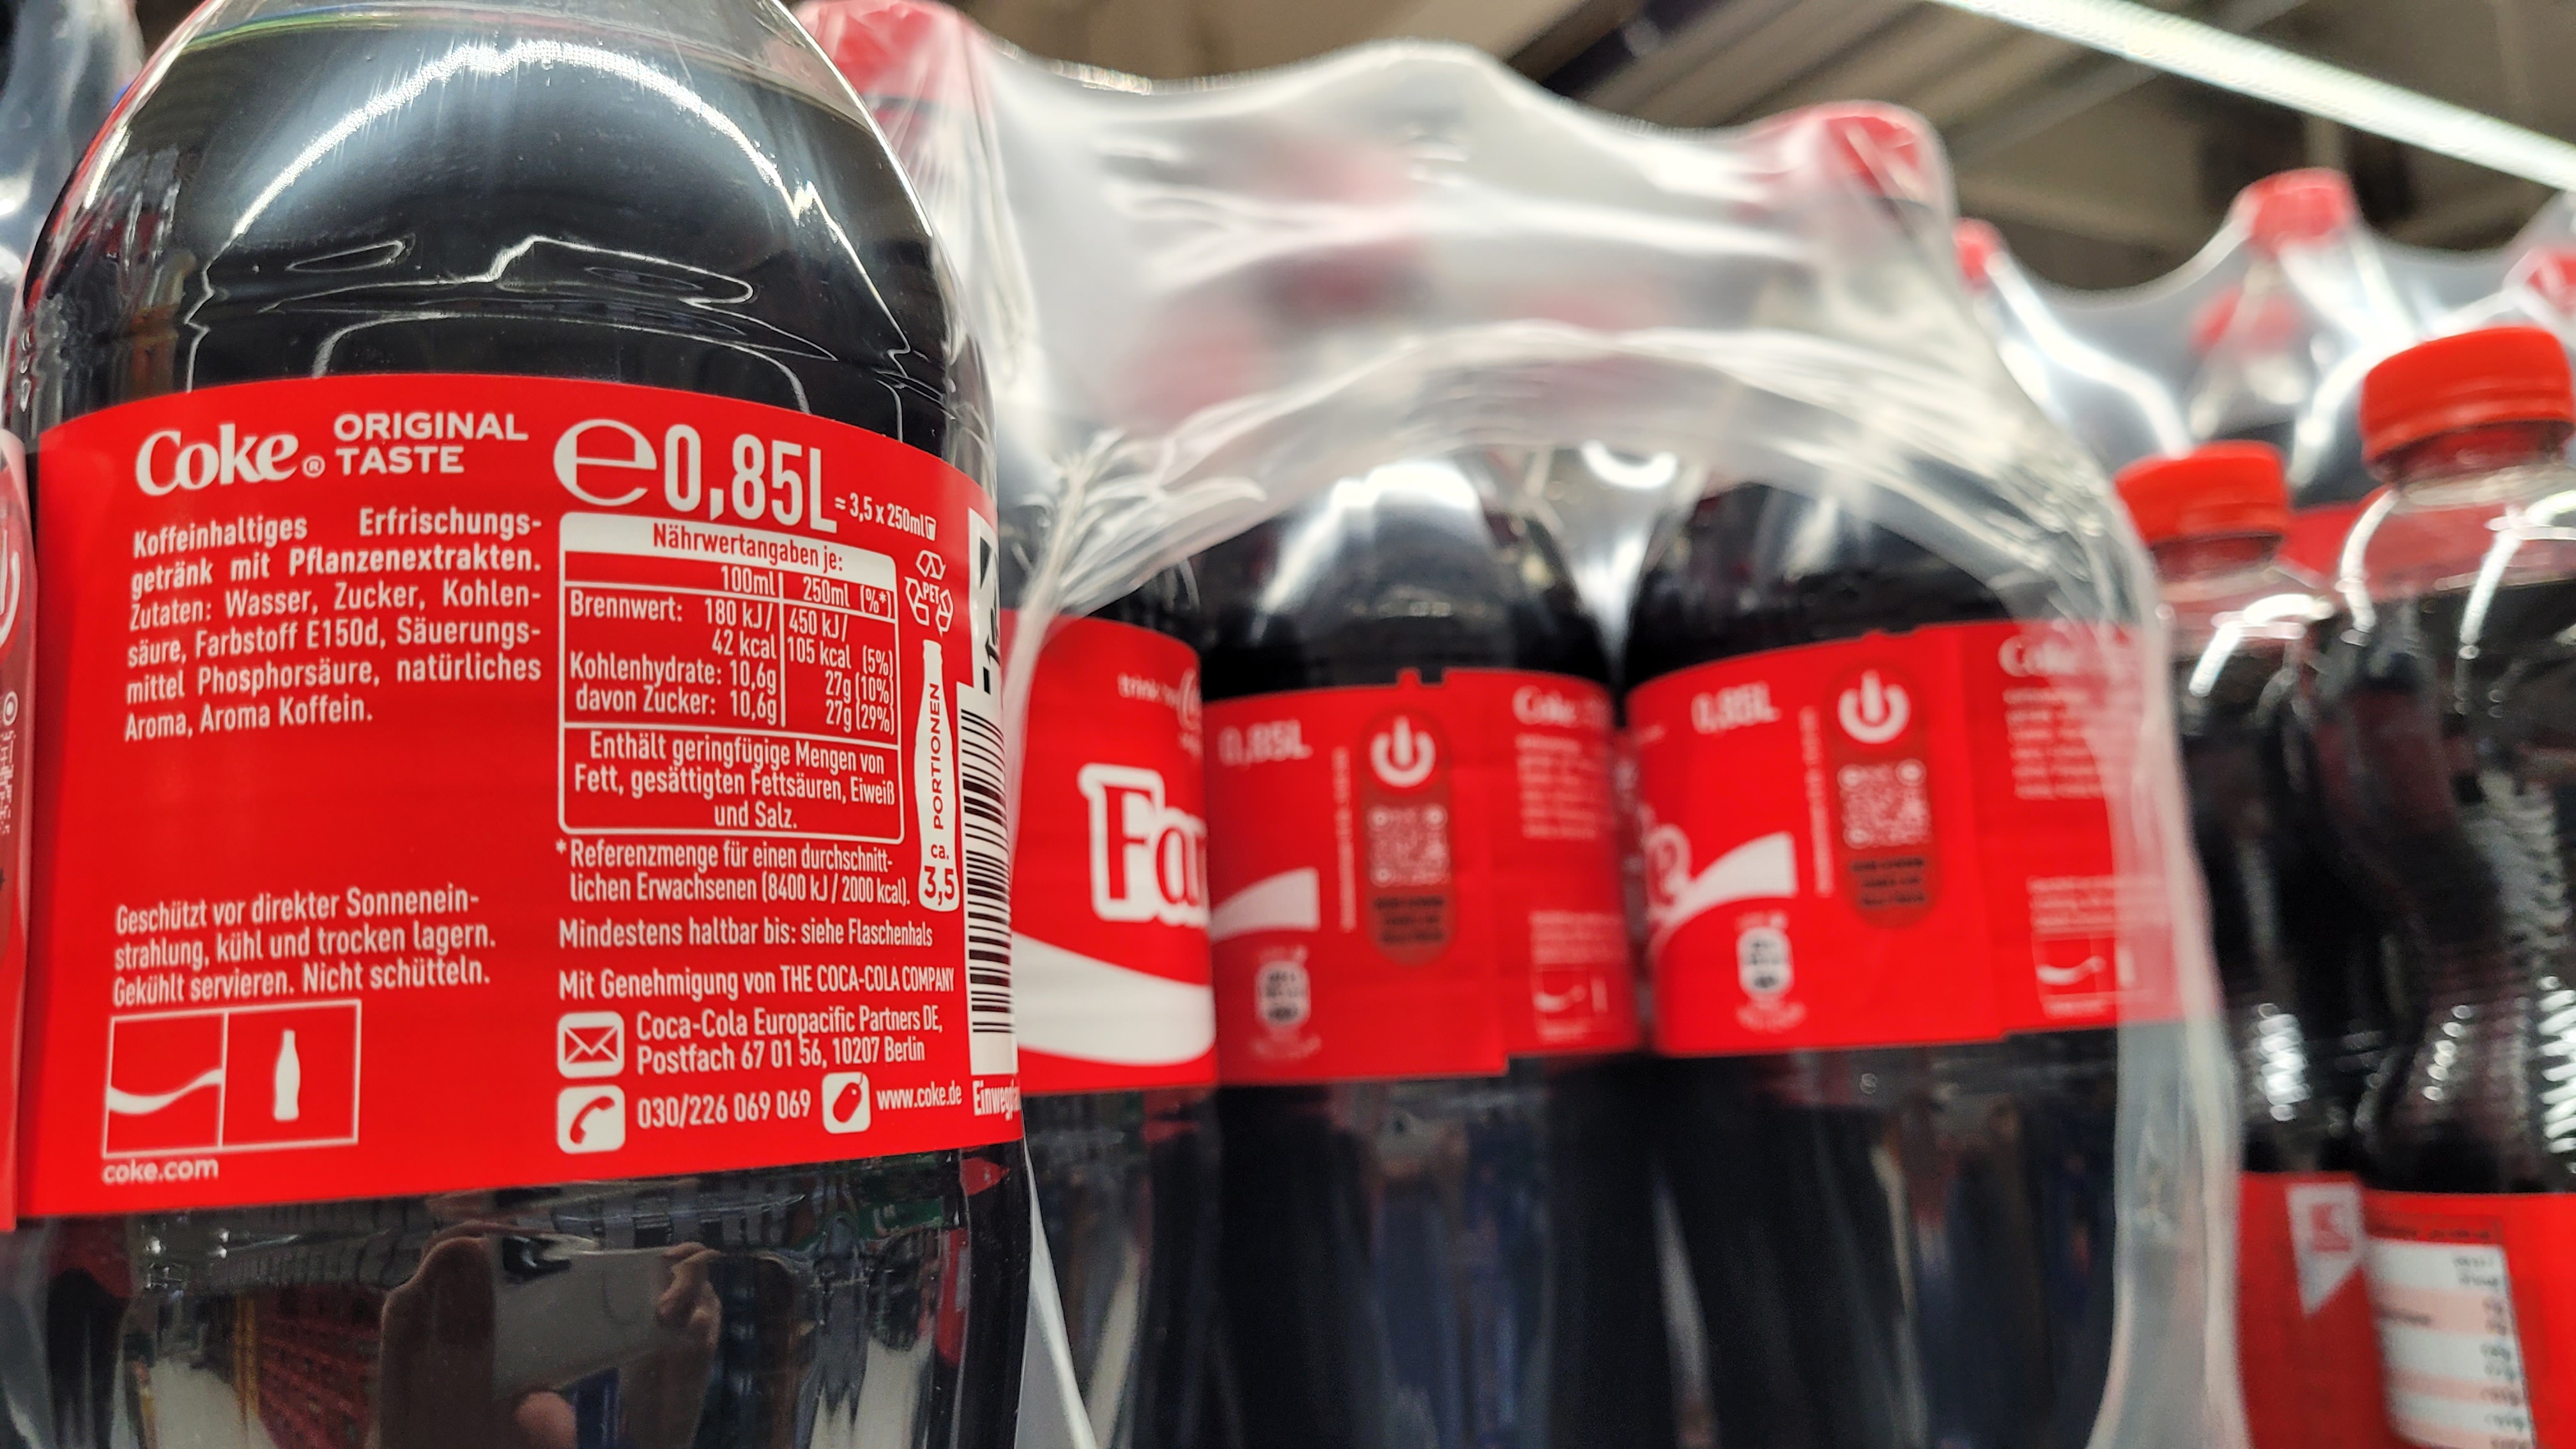 Coke® ORIGINAL
TASTE
Koffeinhaltiges Erfrischungs-
getränk mit Pflanzenextrakten.
Zutaten: Wasser, Zucker, Kohlen-
säure, Farbstoff E150d, Säuerungs-
mittel Phosphorsäure, natürliches
Aroma, Aroma Koffein.
Geschützt vor direkter Sonnenein-
strahlung, kühl und trocken lagern.
Gekühlt servieren. Nicht schütteln.
coke.com
℮0,85L = 3,5 x 250ml
Nährwertangaben je:
100ml 250ml (%*)
Brennwert: 180 kJ/ 450 kJ/
42 kcal 105 kcal (5%)
Kohlenhydrate: 10,6g 27g (10%)
davon Zucker: 10,6g 27g (29%)
Enthält geringfügige Mengen von
Fett, gesättigten Fettsäuren, Eiweiß
und Salz.
*Referenzmenge für einen durchschnitt-
lichen Erwachsenen (8400 kJ / 2000 kcal).
Mindestens haltbar bis: siehe Flaschenhals
Mit Genehmigung von THE COCA-COLA COMPANY
Coca-Cola Europacific Partners DE,
Postfach 67 01 56, 10207 Berlin
030/226 069 069 www.coke.de
PET
ca. 3,5 PORTIONEN
0,85L
Coke
0,85L
Coke